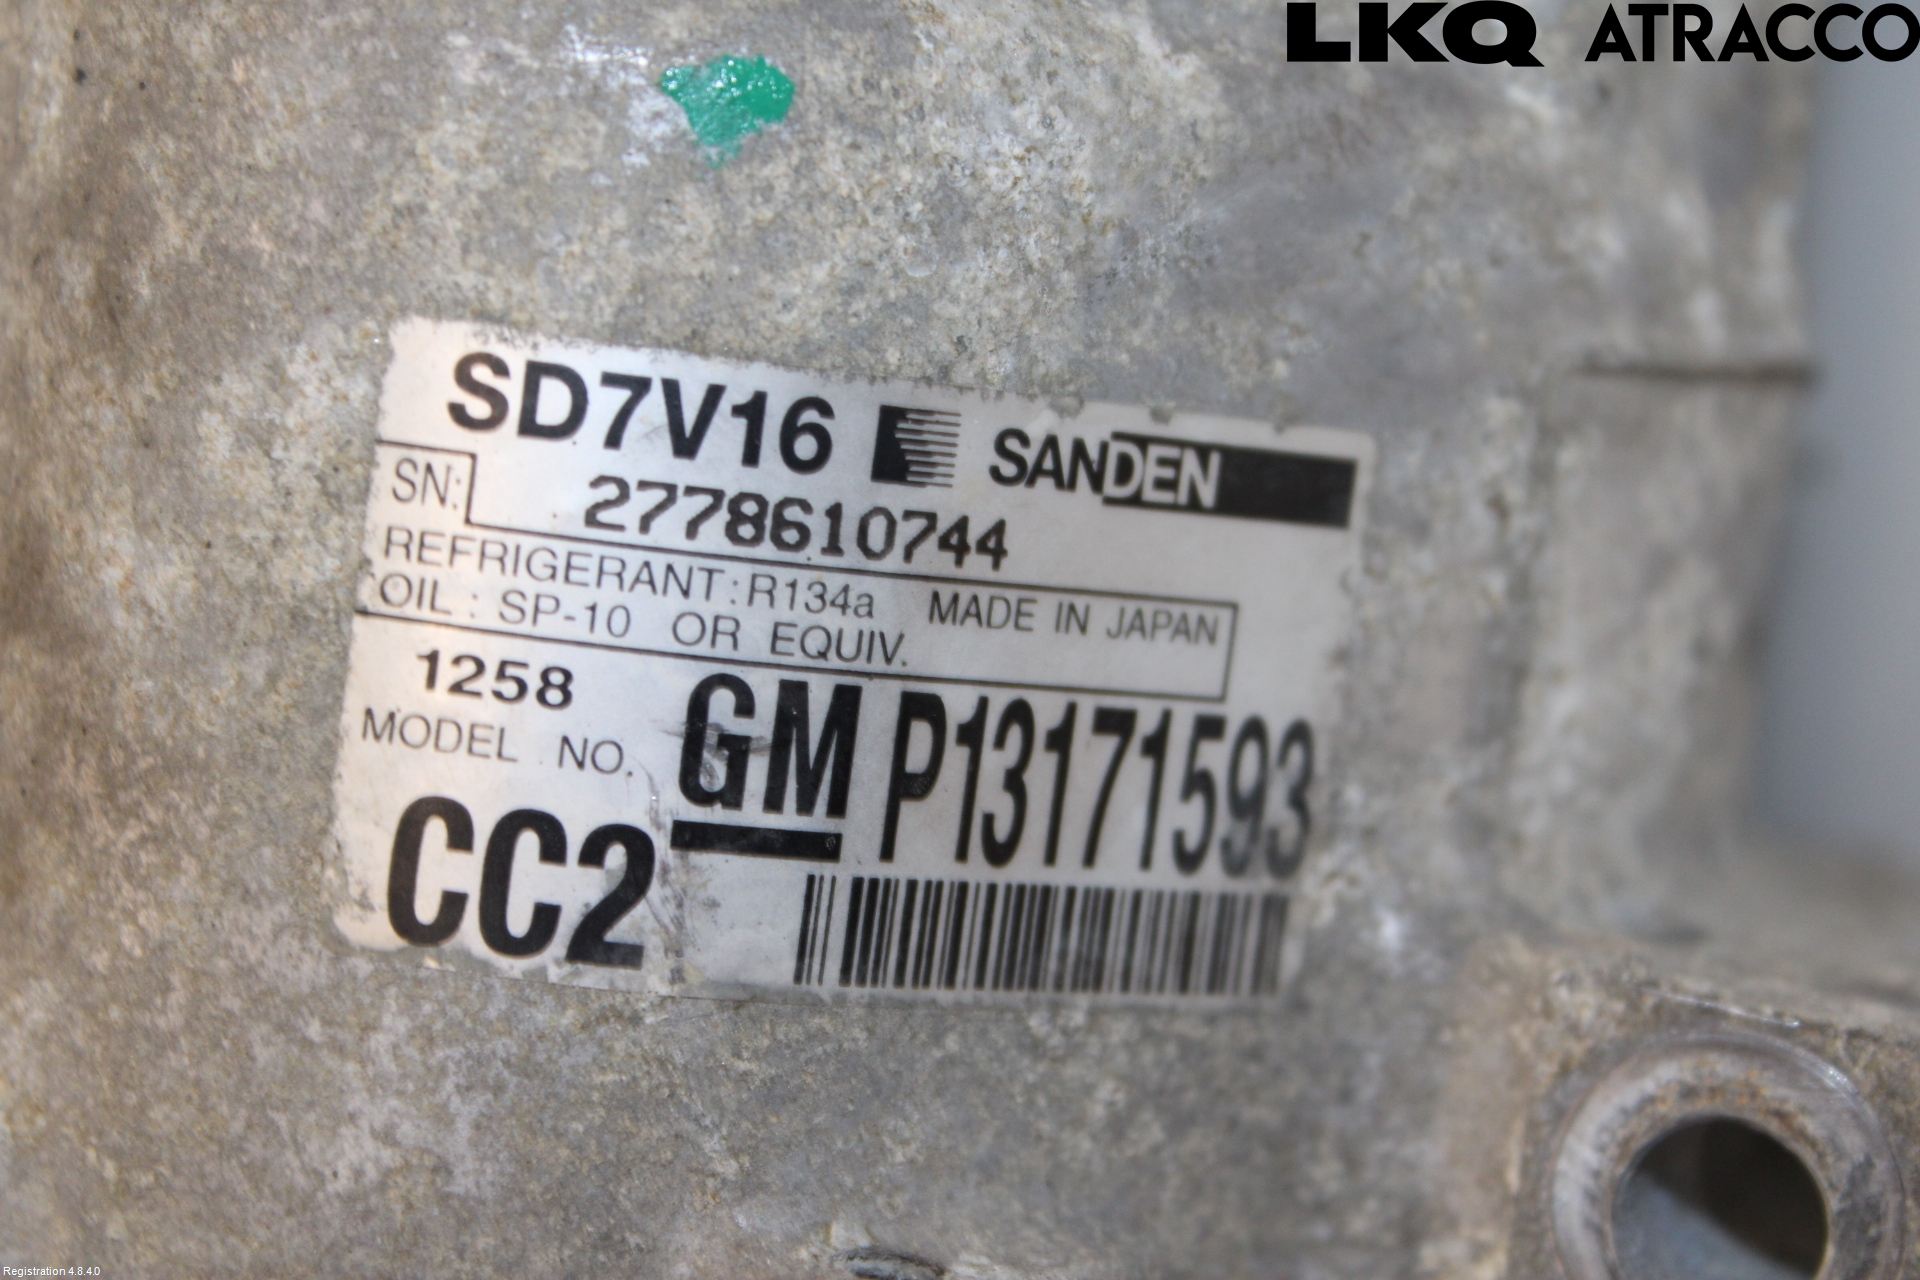 LKQ ATRACCO
SD7V16 SANDEN
SN: 2778610744
REFRIGERANT: R134a MADE IN JAPAN
OIL: SP-10 OR EQUIV.
1258
MODEL NO. GM P13171593
CC2
Registration 4.8.4.0